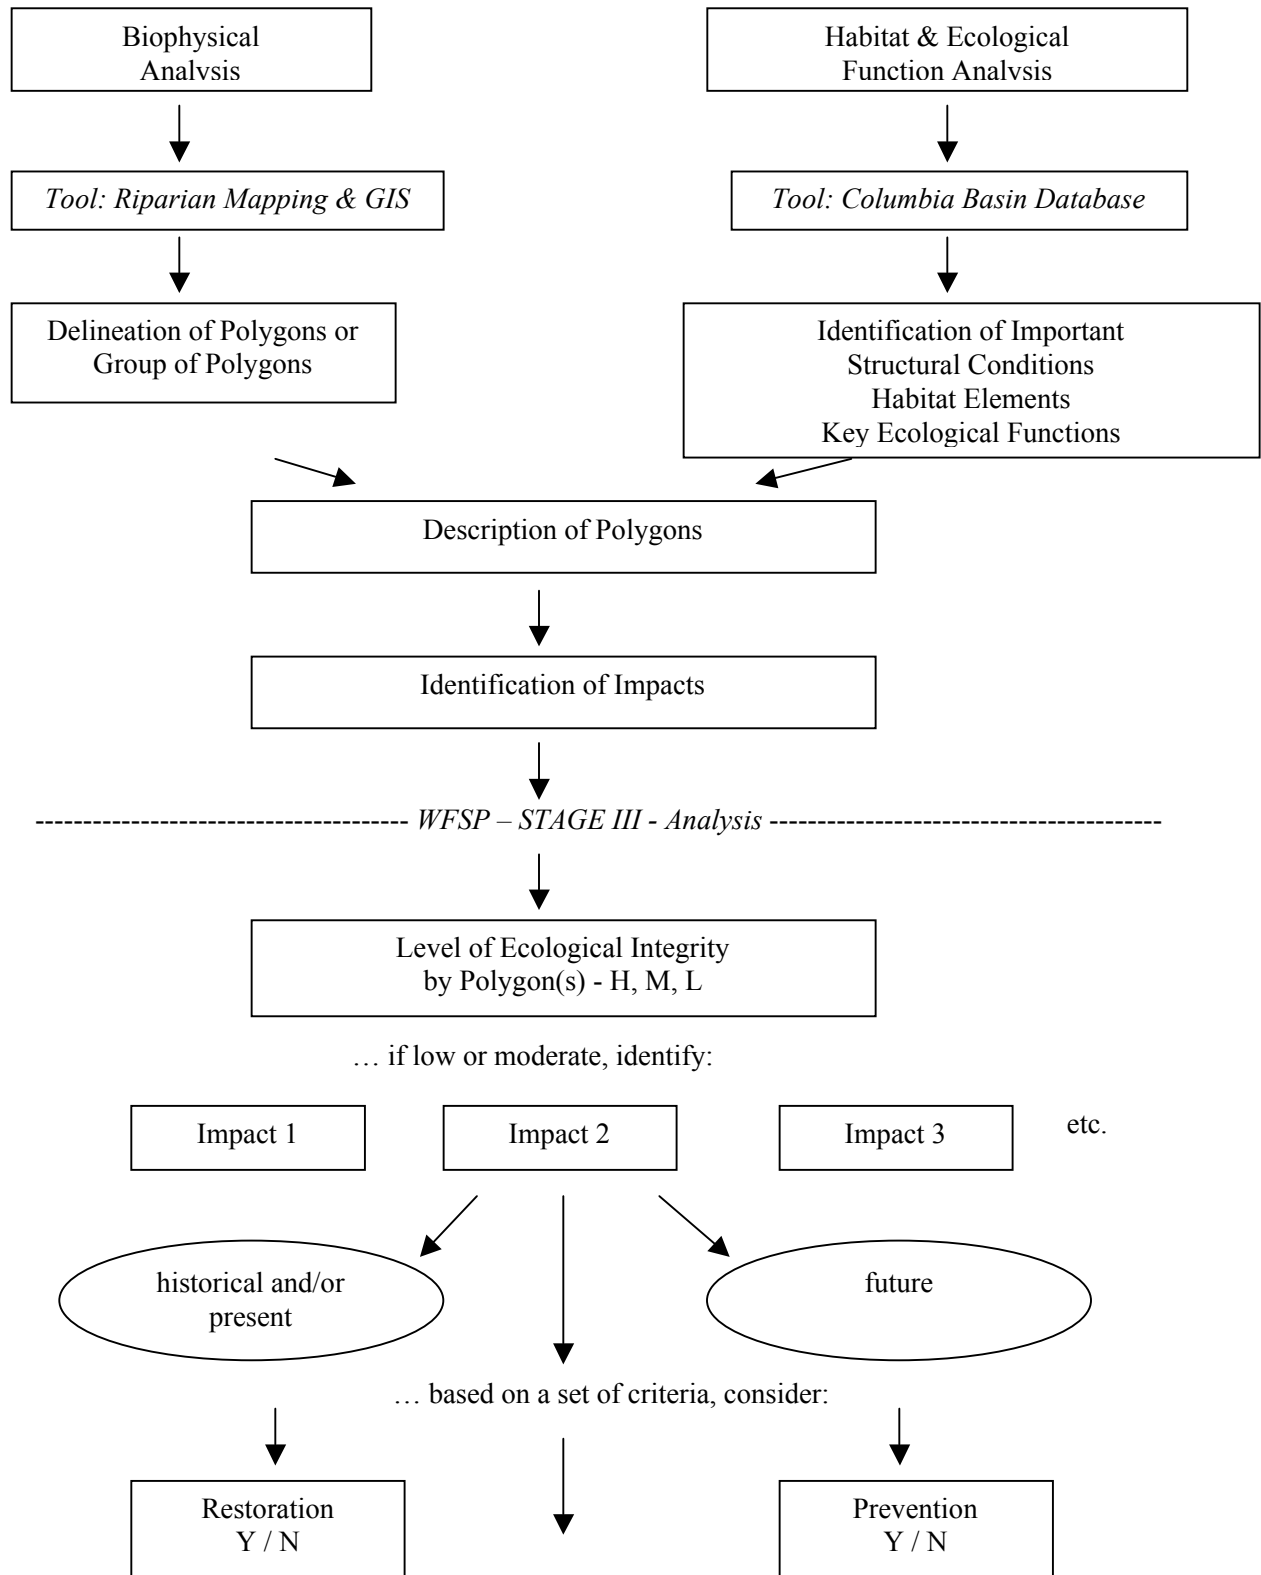 Biophysical
Analysis
Habitat & Ecological
Function Analysis
Tool: Riparian Mapping & GIS
Tool: Columbia Basin Database
Delineation of Polygons or
Group of Polygons
Identification of Important
Structural Conditions
Habitat Elements
Key Ecological Functions
Description of Polygons
Identification of Impacts
--------------------------------------- WFSP – STAGE III - Analysis -----------------------------------------
Level of Ecological Integrity
by Polygon(s) - H, M, L
… if low or moderate, identify:
Impact 1
Impact 2
Impact 3
etc.
historical and/or
present
future
… based on a set of criteria, consider:
Restoration
Y / N
Prevention
Y / N